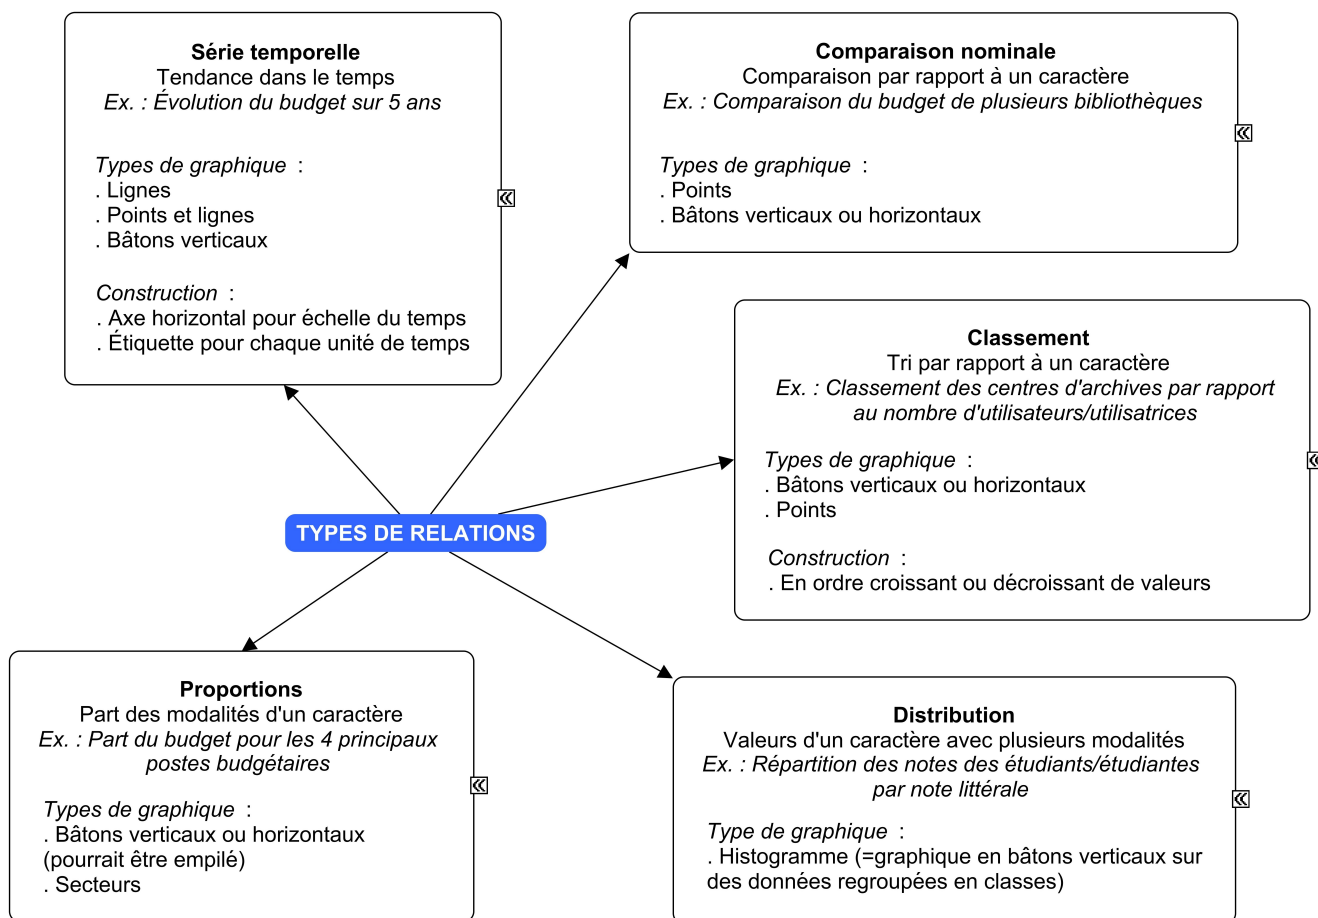 Série temporelle
Tendance dans le temps
Ex. : Évolution du budget sur 5 ans
Types de graphique :
. Lignes
. Points et lignes
. Bâtons verticaux
Construction :
. Axe horizontal pour échelle du temps
. Étiquette pour chaque unité de temps
Comparaison nominale
Comparaison par rapport à un caractère
Ex. : Comparaison du budget de plusieurs bibliothèques
Types de graphique :
. Points
. Bâtons verticaux ou horizontaux
Classement
Tri par rapport à un caractère
Ex. : Classement des centres d'archives par rapport
au nombre d'utilisateurs/utilisatrices
Types de graphique :
. Bâtons verticaux ou horizontaux
. Points
Construction :
. En ordre croissant ou décroissant de valeurs
TYPES DE RELATIONS
Proportions
Part des modalités d'un caractère
Ex. : Part du budget pour les 4 principaux
postes budgétaires
Types de graphique :
. Bâtons verticaux ou horizontaux
(pourrait être empilé)
. Secteurs
Distribution
Valeurs d'un caractère avec plusieurs modalités
Ex. : Répartition des notes des étudiants/étudiantes
par note littérale
Type de graphique :
. Histogramme (=graphique en bâtons verticaux sur
des données regroupées en classes)